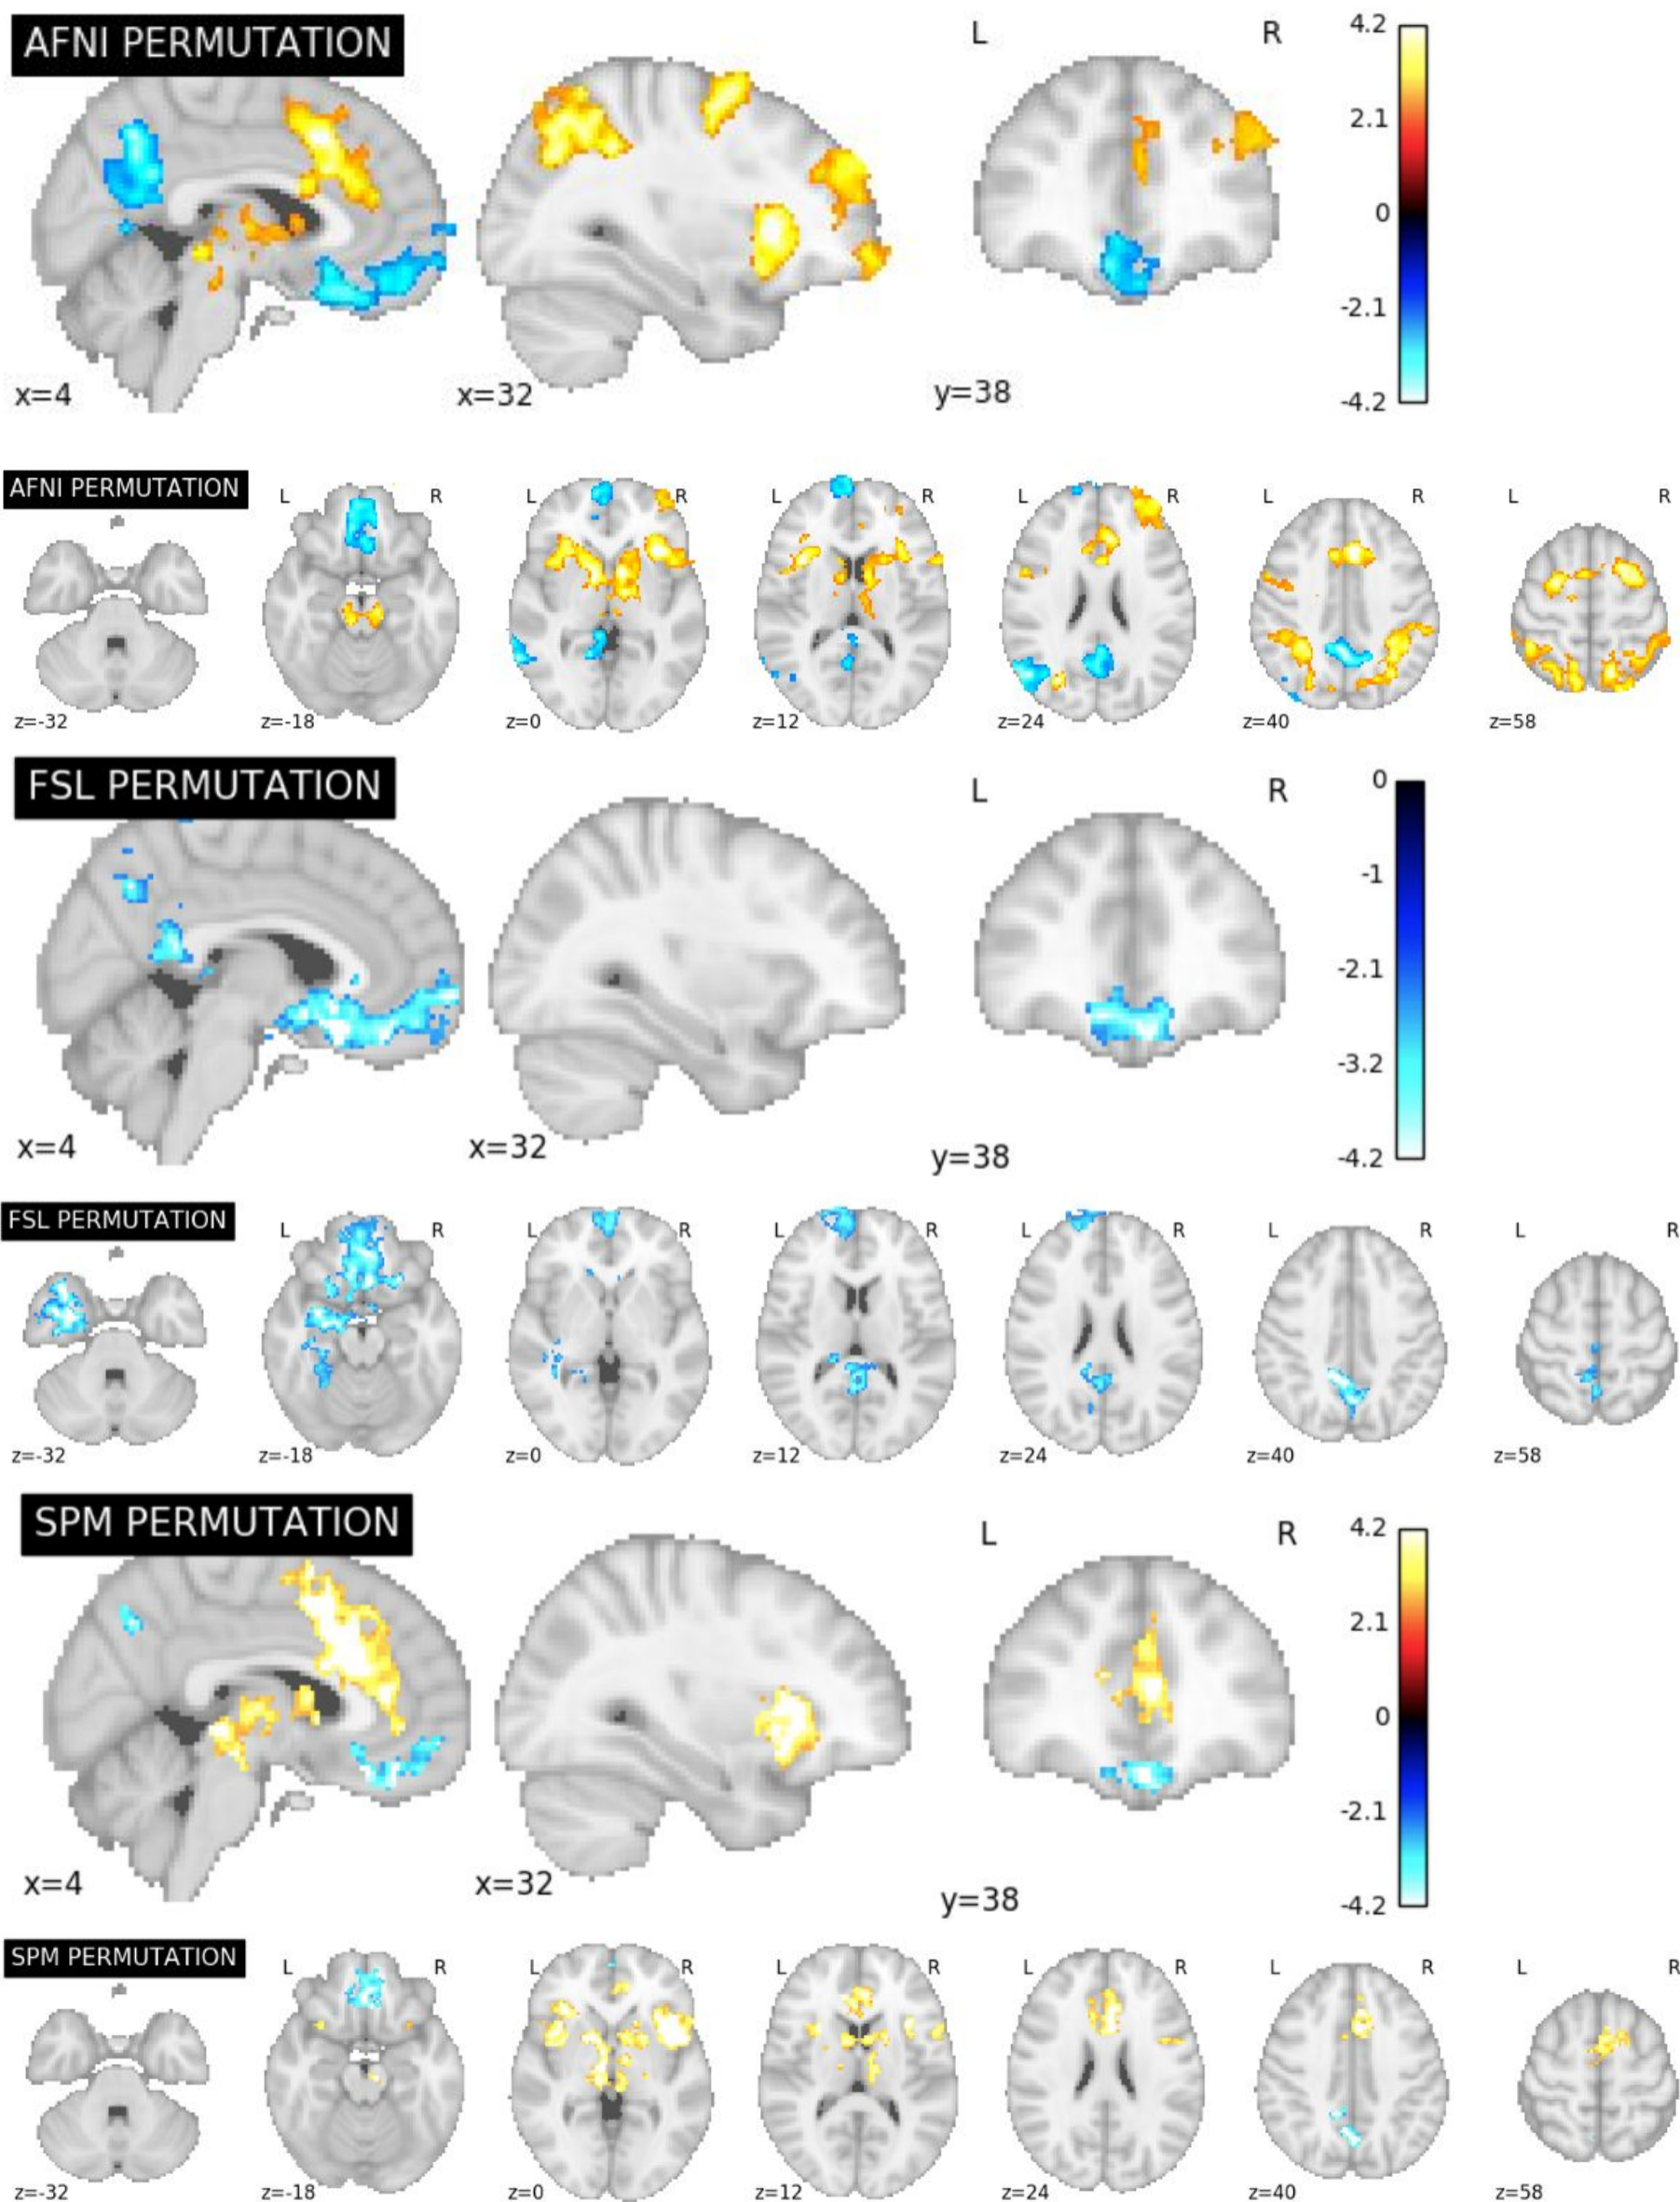 AFNI PERMUTATION
L R
4.2
2.1
0
-2.1
-4.2
x=4 x=32 y=38
AFNI PERMUTATION
L R L R L R L R L R L R
z=-32 z=-18 z=0 z=12 z=24 z=40 z=58
FSL PERMUTATION
L R
0
-1
-2.1
-3.2
-4.2
x=4 x=32 y=38
FSL PERMUTATION
L R L R L R L R L R L R
z=-32 z=-18 z=0 z=12 z=24 z=40 z=58
SPM PERMUTATION
L R
4.2
2.1
0
-2.1
-4.2
x=4 x=32 y=38
SPM PERMUTATION
L R L R L R L R L R L R
z=-32 z=-18 z=0 z=12 z=24 z=40 z=58